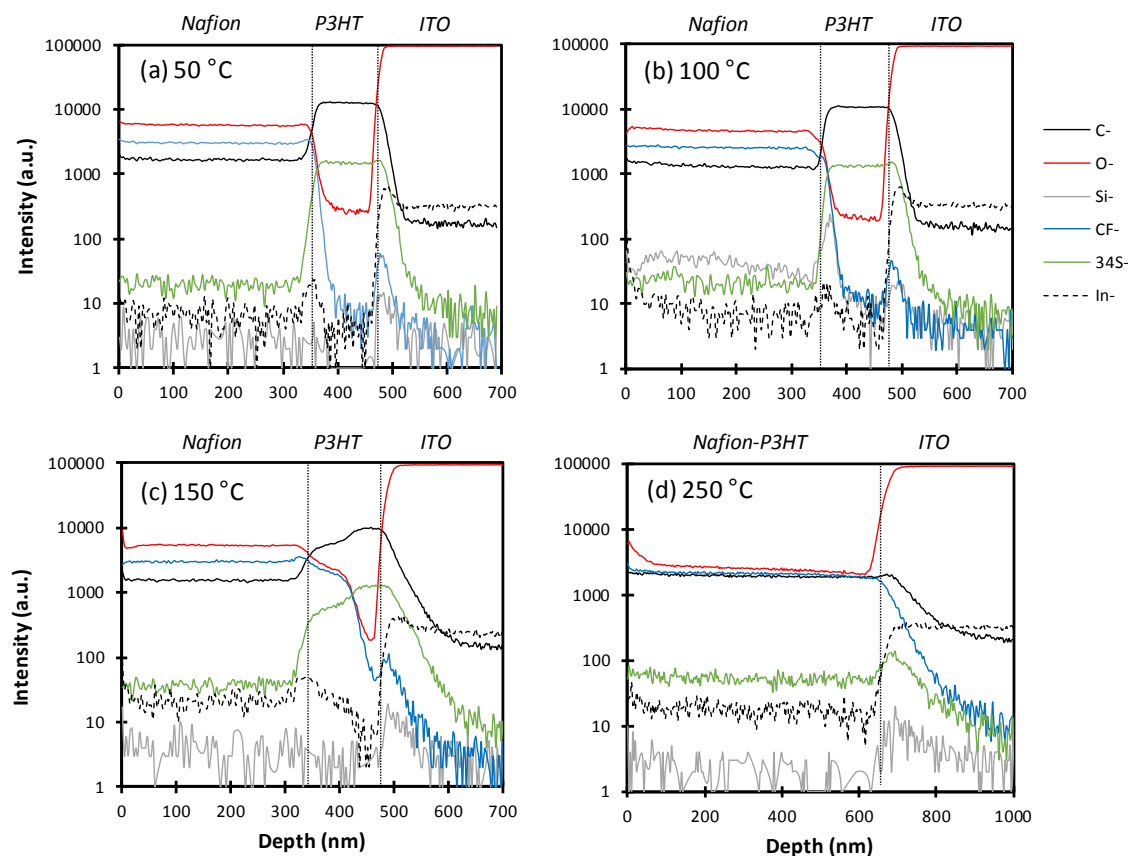 Nafion P3HT ITO
(a) 50 °C
100000
10000
1000
100
10
1
0 100 200 300 400 500 600 700
Intensity (a.u.)
Nafion P3HT ITO
(b) 100 °C
100000
10000
1000
100
10
1
0 100 200 300 400 500 600 700
C-
O-
Si-
CF-
34S-
In-
Nafion P3HT ITO
(c) 150 °C
100000
10000
1000
100
10
1
0 100 200 300 400 500 600 700
Intensity (a.u.)
Depth (nm)
Nafion-P3HT ITO
(d) 250 °C
100000
10000
1000
100
10
1
0 200 400 600 800 1000
Depth (nm)